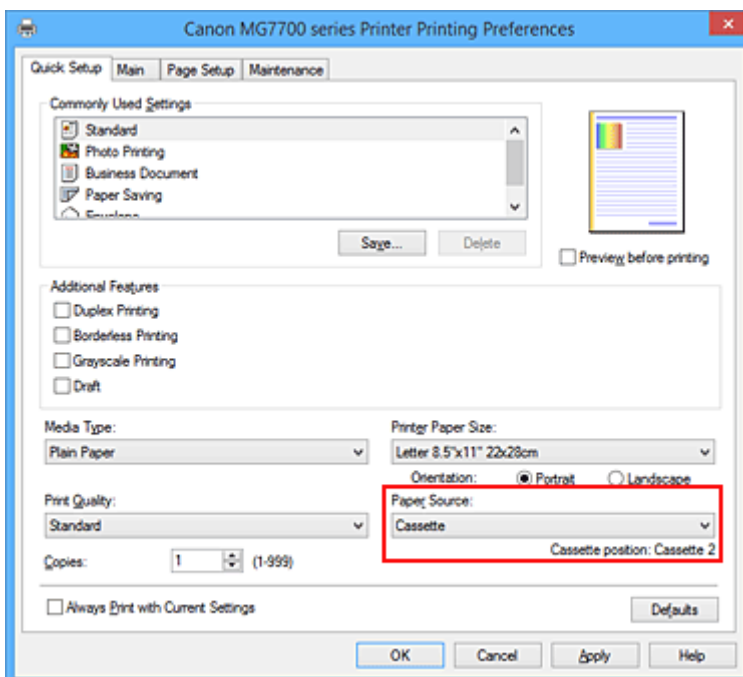 Canon MG7700 series Printer Printing Preferences
Quick Setup Main Page Setup Maintenance
Commonly Used Settings
Standard
Photo Printing
Business Document
Paper Saving
Envelope
Save... Delete
Preview before printing
Additional Features
Duplex Printing
Borderless Printing
Grayscale Printing
Draft
Media Type:
Plain Paper
Printer Paper Size:
Letter 8.5"x11" 22x28cm
Orientation: Portrait Landscape
Print Quality:
Standard
Paper Source:
Cassette
Cassette position: Cassette 2
Copies: 1 (1-999)
Always Print with Current Settings
Defaults
OK Cancel Apply Help